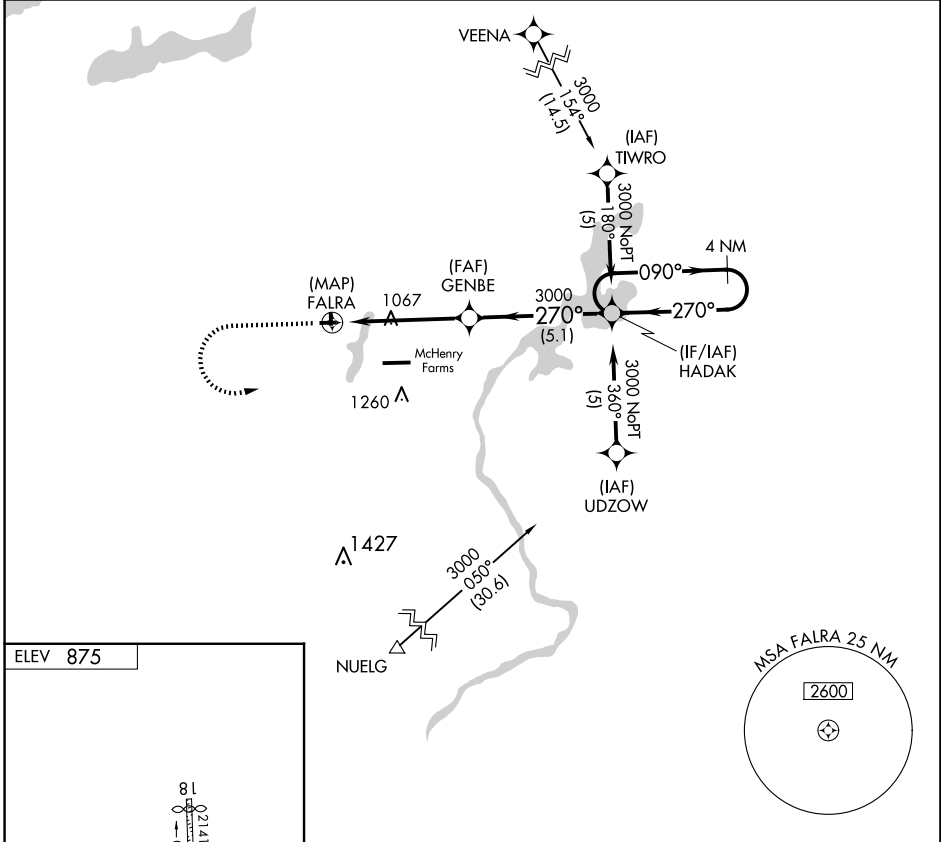 VEENA
3000
154°
(14.5)
(IAF)
TIWRO
3000 NoPT
180°
(5)
4 NM
090°
(FAF)
GENBE
(MAP)
FALRA
1067
3000
270°
(5.1)
270°
McHenry
Farms
(IF/IAF)
HADAK
1260
3000 NoPT
360°
(5)
(IAF)
UDZOW
1427
3000
050°
(30.6)
NUELG
ELEV 875
MSA FALRA 25 NM
2600
18